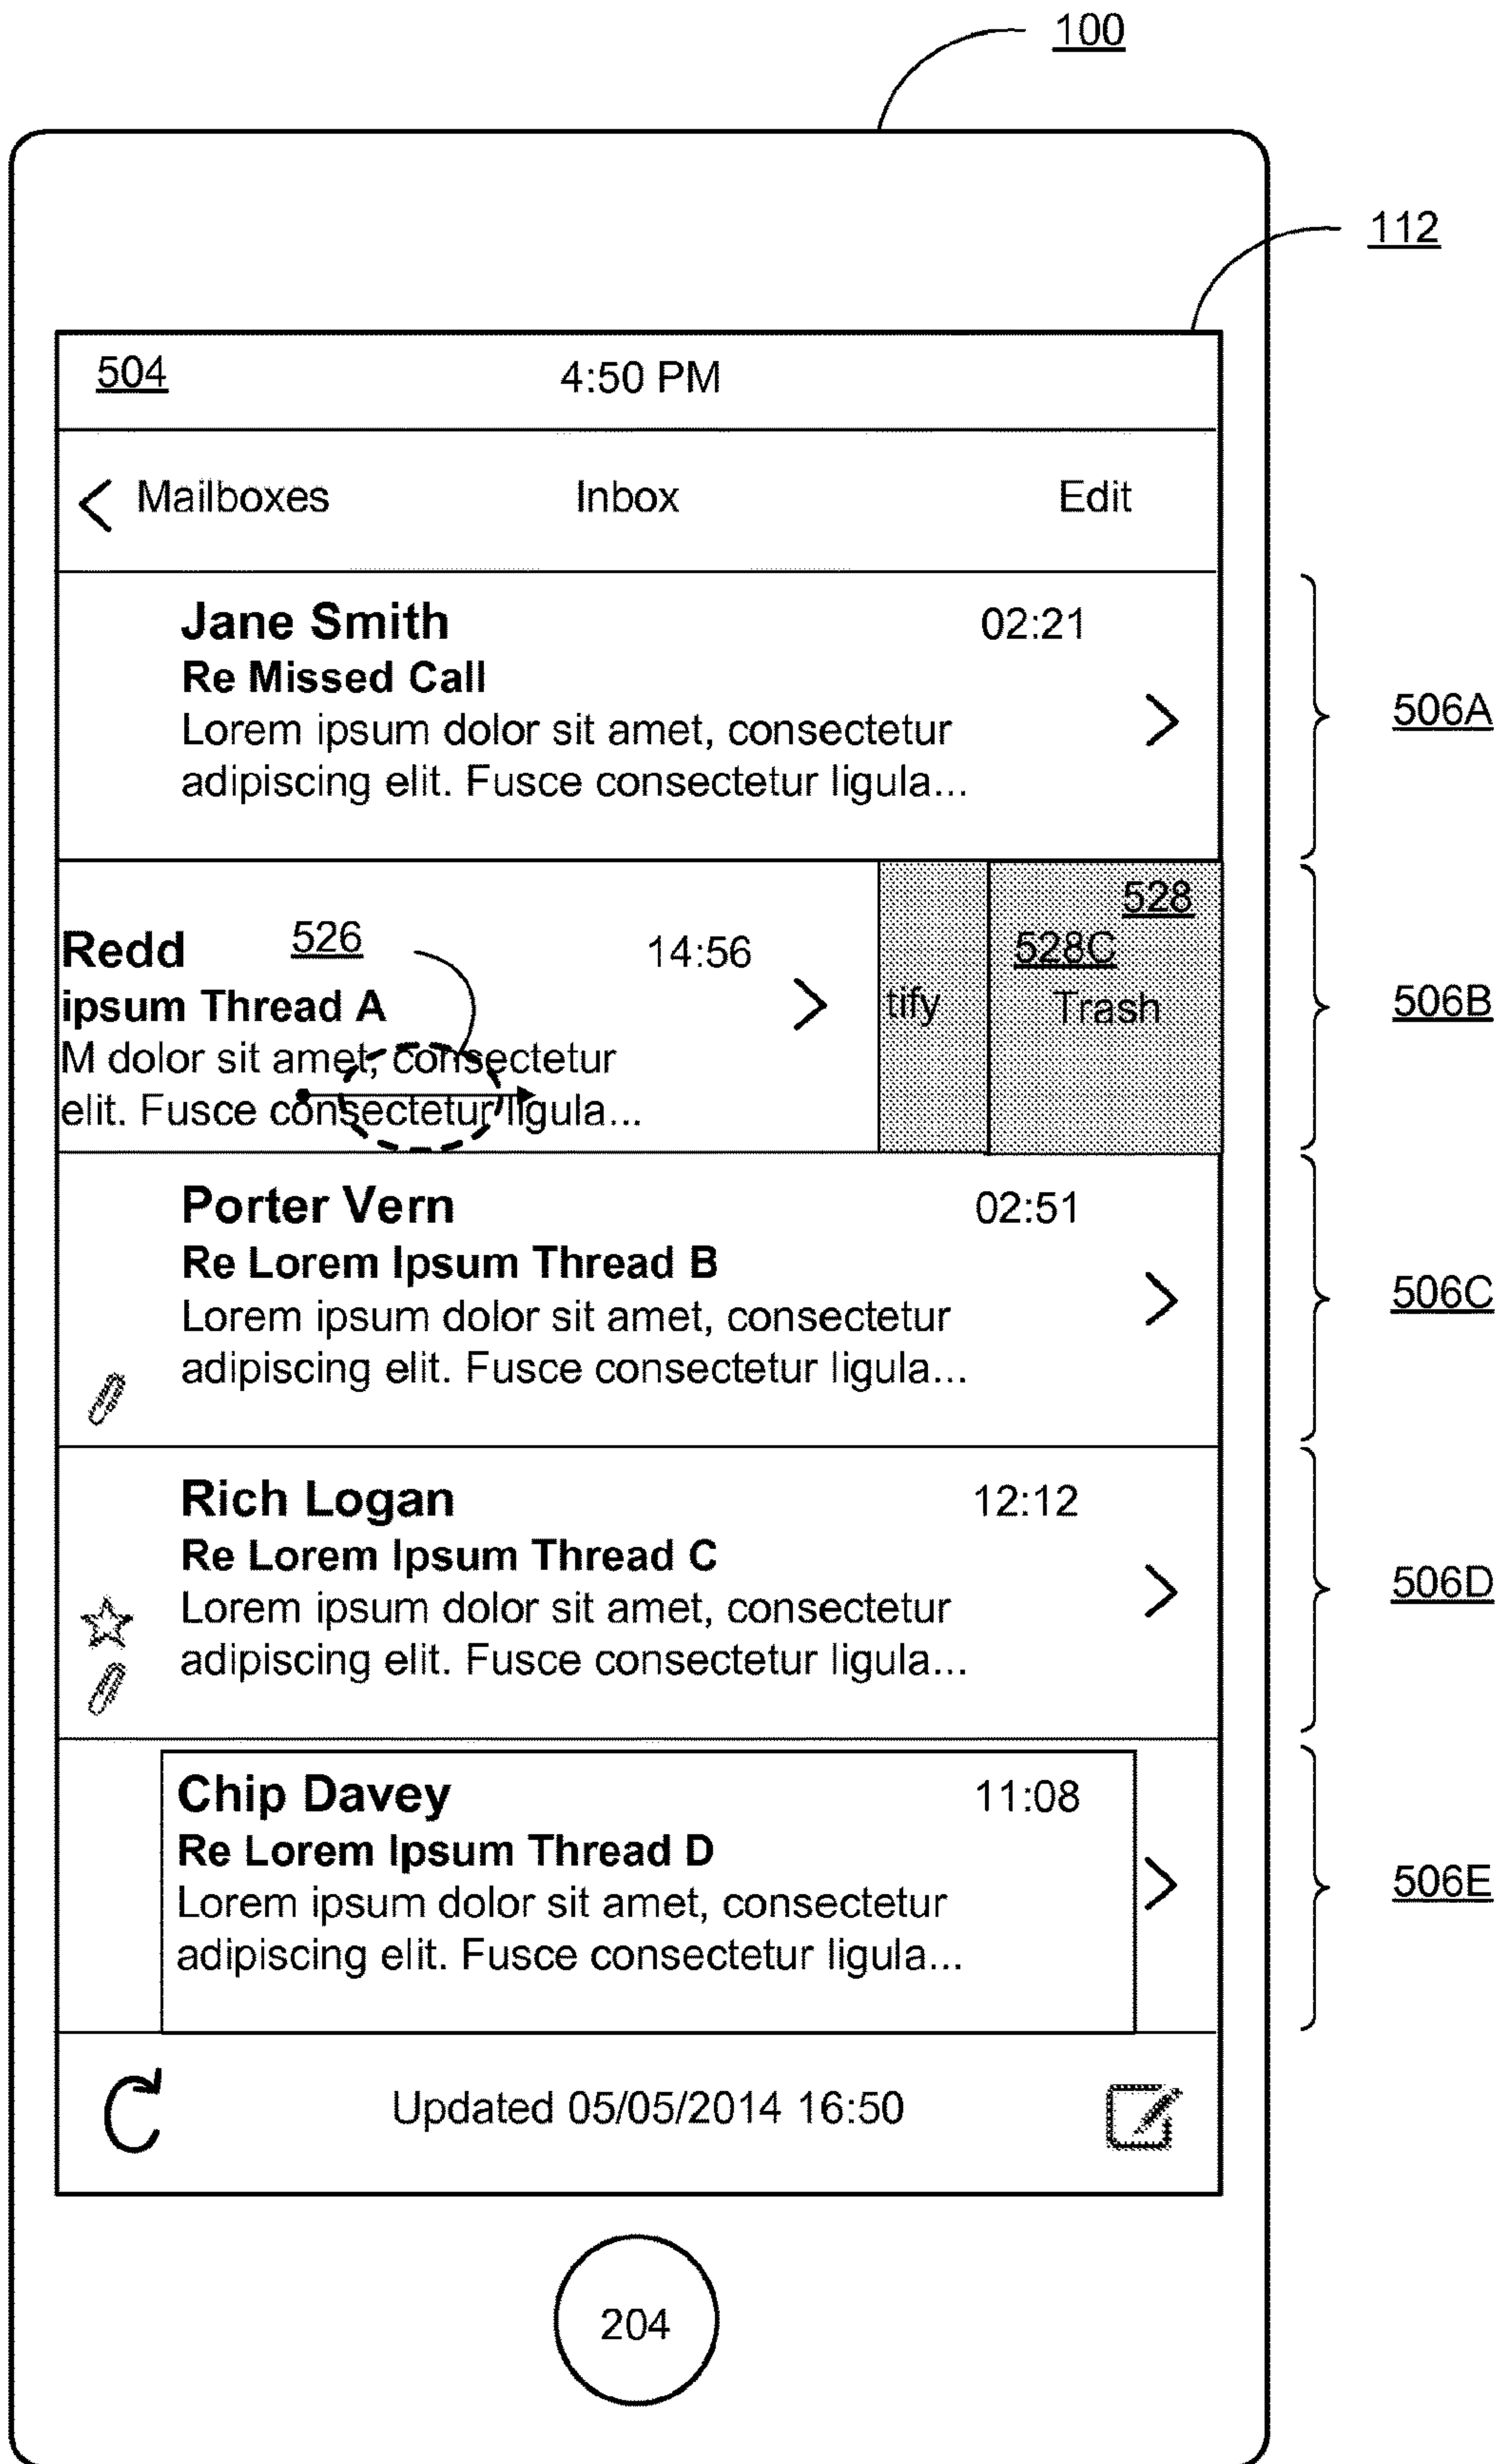 100
112
504 4:50 PM
Mailboxes Inbox Edit
Jane Smith 02:21
Re Missed Call
Lorem ipsum dolor sit amet, consectetur
adipiscing elit. Fusce consectetur ligula...
506A
528
Redd 526 14:56 528C
ipsum Thread A tify Trash
M dolor sit amet, consectetur
elit. Fusce consectetur ligula...
506B
Porter Vern 02:51
Re Lorem Ipsum Thread B
Lorem ipsum dolor sit amet, consectetur
adipiscing elit. Fusce consectetur ligula...
506C
Rich Logan 12:12
Re Lorem Ipsum Thread C
Lorem ipsum dolor sit amet, consectetur
adipiscing elit. Fusce consectetur ligula...
506D
Chip Davey 11:08
Re Lorem Ipsum Thread D
Lorem ipsum dolor sit amet, consectetur
adipiscing elit. Fusce consectetur ligula...
506E
Updated 05/05/2014 16:50
204